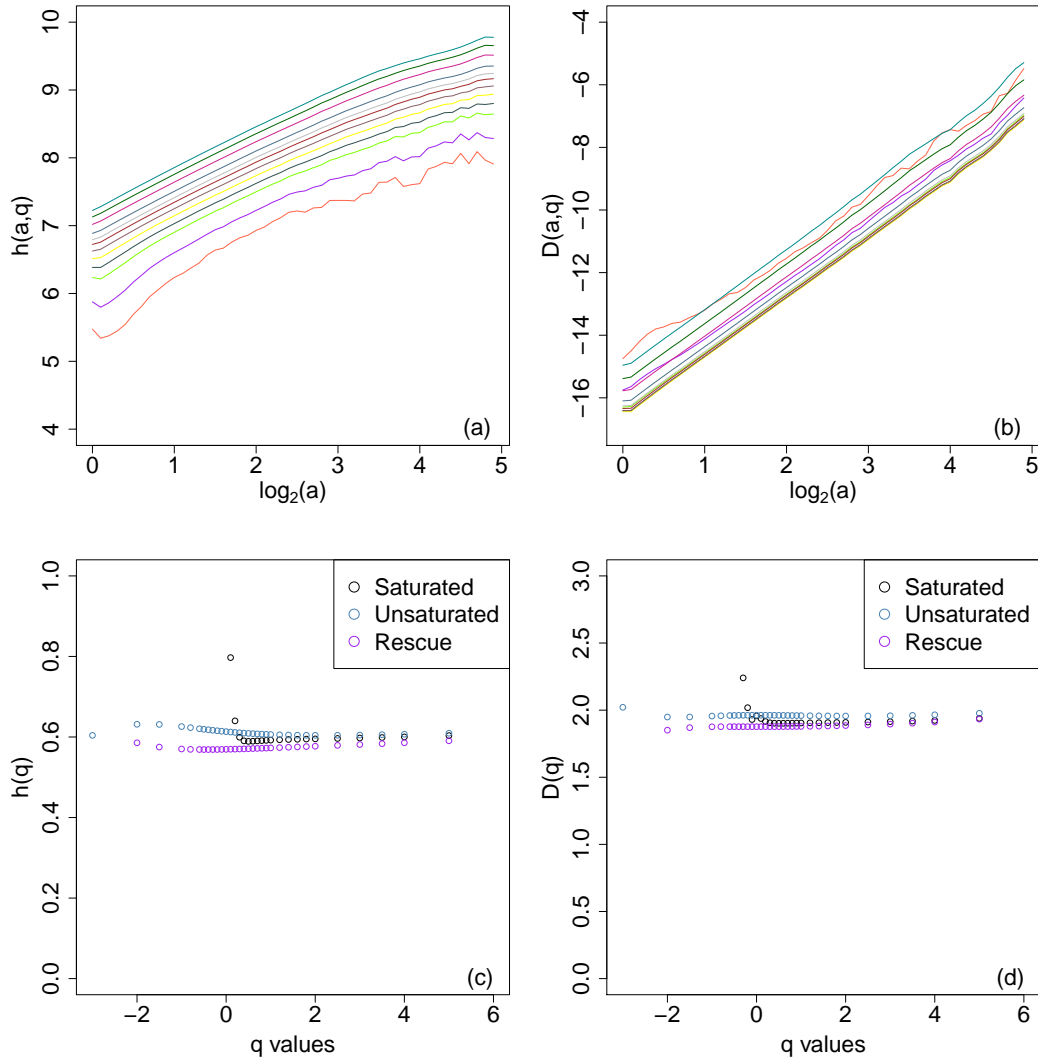 h(a,q)
10
9
8
7
6
5
4
0 1 2 3 4 5
log2(a)
(a)
D(a,q)
−4
−6
−8
−10
−12
−14
−16
0 1 2 3 4 5
log2(a)
(b)
h(q)
1.0
0.8
0.6
0.4
0.2
0.0
−2 0 2 4 6
q values
Saturated
Unsaturated
Rescue
(c)
D(q)
3.0
2.5
2.0
1.5
1.0
0.5
0.0
−2 0 2 4 6
q values
Saturated
Unsaturated
Rescue
(d)